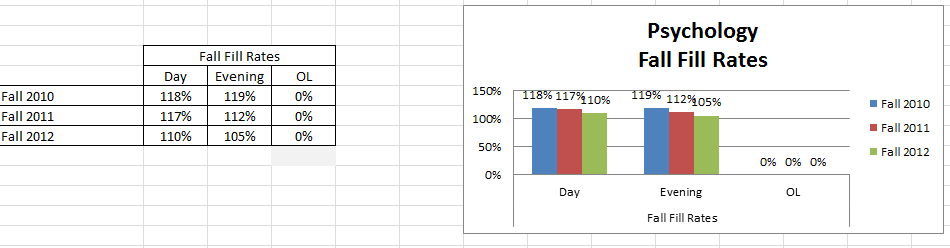 Fall Fill Rates
Day Evening OL
Fall 2010 118% 119% 0%
Fall 2011 117% 112% 0%
Fall 2012 110% 105% 0%
Psychology
Fall Fill Rates
150%
100%
50%
0%
118% 117% 110% 119% 112% 105% 0% 0% 0%
Day Evening OL
Fall Fill Rates
Fall 2010
Fall 2011
Fall 2012